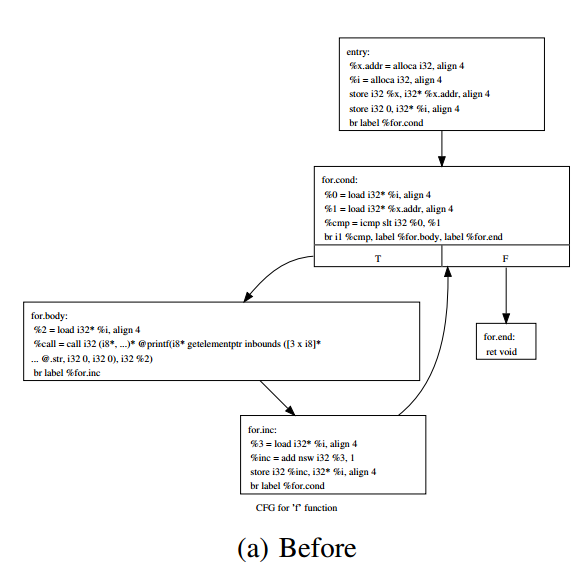 entry:
%x.addr = alloca i32, align 4
%i = alloca i32, align 4
store i32 %x, i32* %x.addr, align 4
store i32 0, i32* %i, align 4
br label %for.cond
for.cond:
%0 = load i32* %i, align 4
%1 = load i32* %x.addr, align 4
%cmp = icmp slt i32 %0, %1
br i1 %cmp, label %for.body, label %for.end
T F
for.body:
%2 = load i32* %i, align 4
%call = call i32 (i8*, ...)* @printf(i8* getelementptr inbounds ([3 x i8]*
... @.str, i32 0, i32 0), i32 %2)
br label %for.inc
for.end:
ret void
for.inc:
%3 = load i32* %i, align 4
%inc = add nsw i32 %3, 1
store i32 %inc, i32* %i, align 4
br label %for.cond
CFG for 'f' function
(a) Before